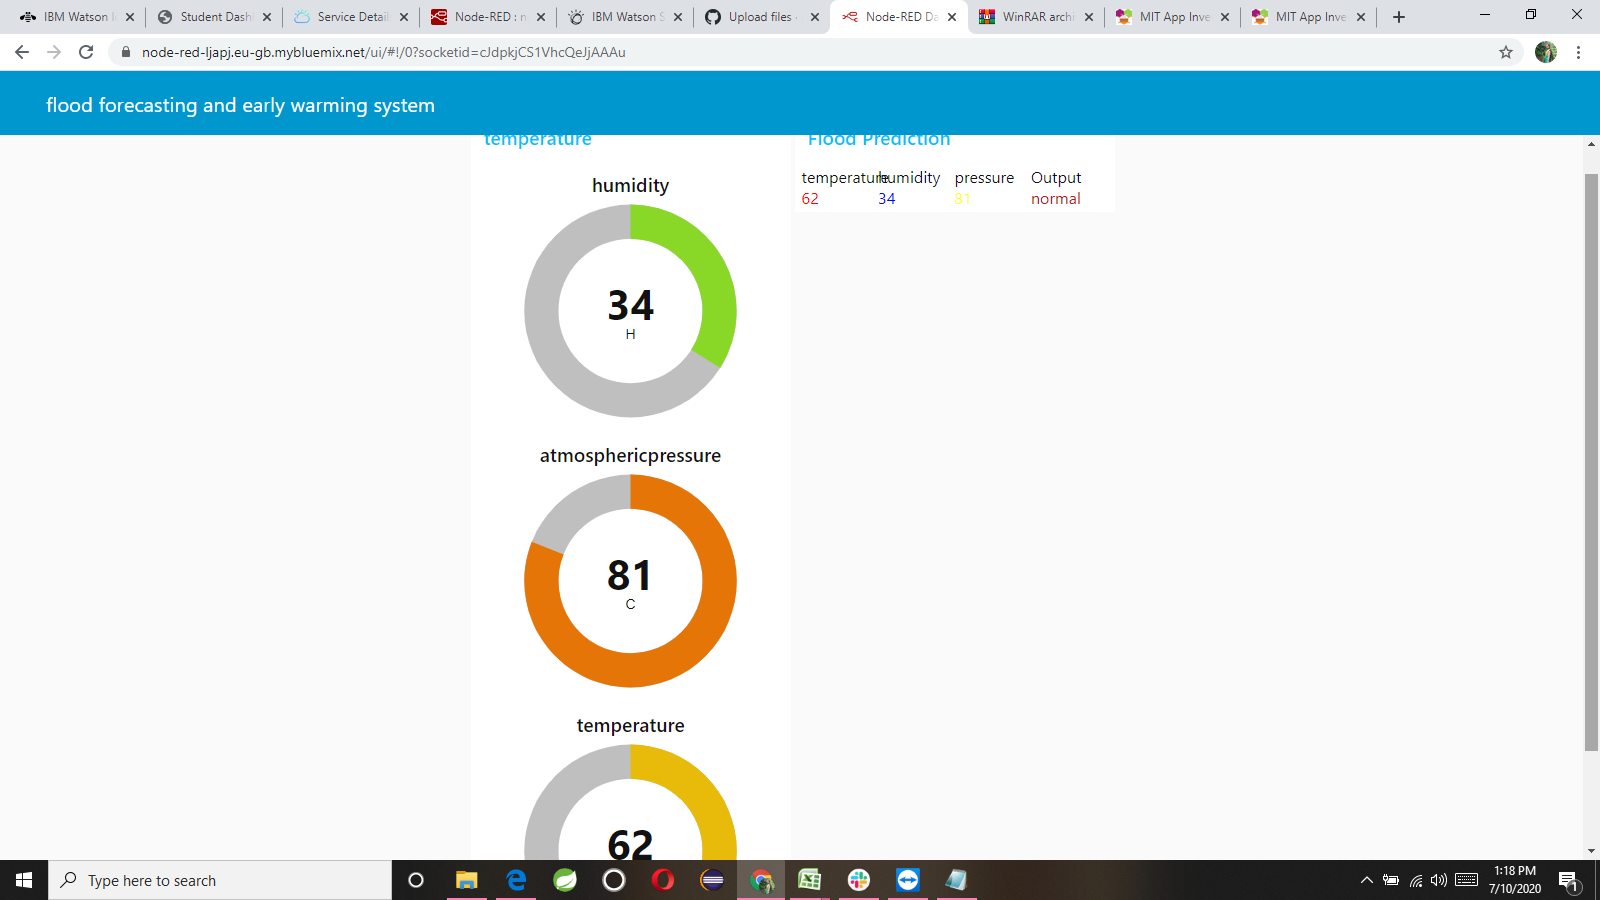 IBM Watson I
Student Dash
Service Detail
Node-RED : n
IBM Watson S
Upload files ·
Node-RED Da
WinRAR archi
MIT App Inve
MIT App Inve
node-red-ljapj.eu-gb.mybluemix.net/ui/#!/0?socketid=cJdpkjCS1VhcQeJjAAAu
flood forecasting and early warming system
temperature
humidity
34
H
atmosphericpressure
81
C
temperature
62
Flood Prediction
temperature humidity pressure Output
62 34 81 normal
Type here to search
1:18 PM
7/10/2020
1